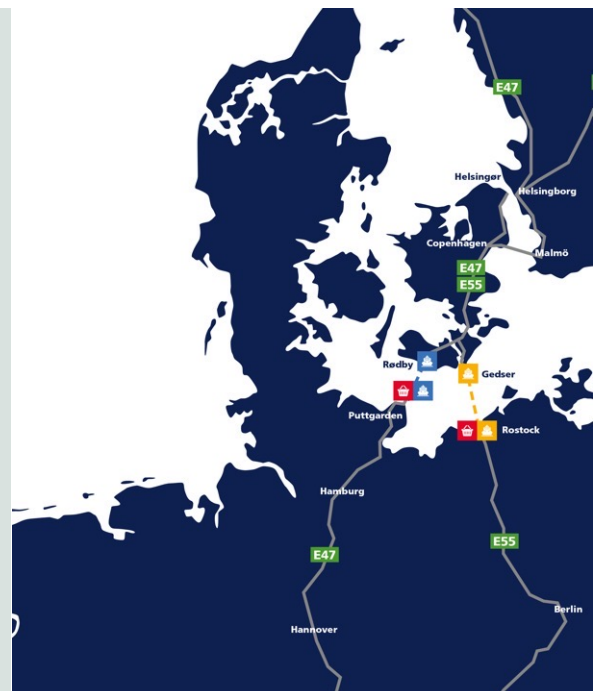 E47
Helsingør
Helsingborg
Copenhagen
Malmö
E47
E55
Rødby
Gedser
Puttgarden
Rostock
Hamburg
E55
E47
Berlin
Hannover